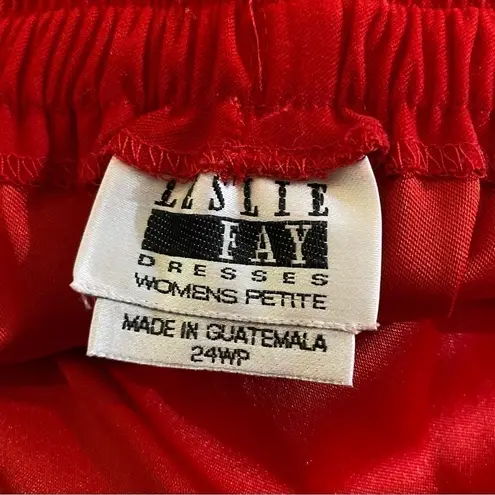 LESLIE
FAY
DRESSES
WOMENS PETITE
MADE IN GUATEMALA
24WP